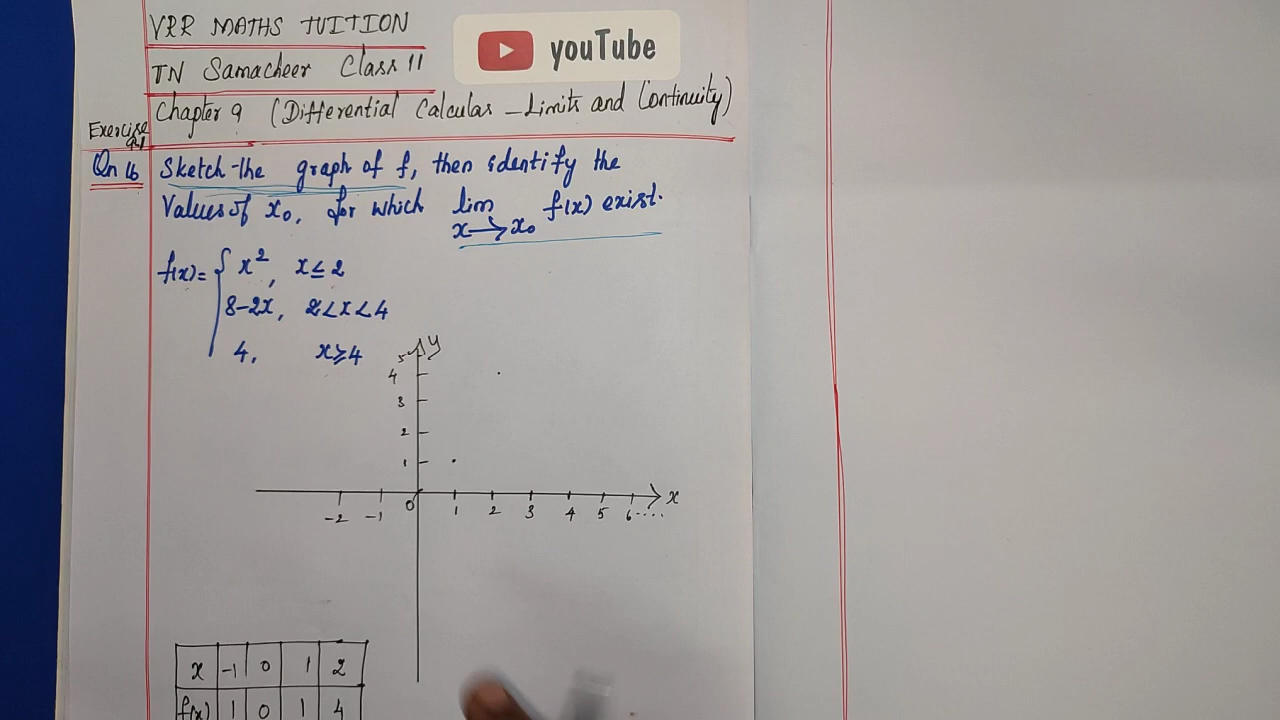 VRR MATHS TUITION
youTube
TN Samacheer Class 11
Chapter 9 (Differential Calculas - Limits and Continuity)
Exercise 9.1
Qn 16 Sketch the graph of f, then identify the
Values of x₀, for which lim f(x) exist.
x→x₀
f(x)= { x², x≤2
8-2x, 2<x<4
4, x≥4
y
5
4
3
2
1
-2 -1 0 1 2 3 4 5 6.... x
x -1 0 1 2
f(x) 1 0 1 4